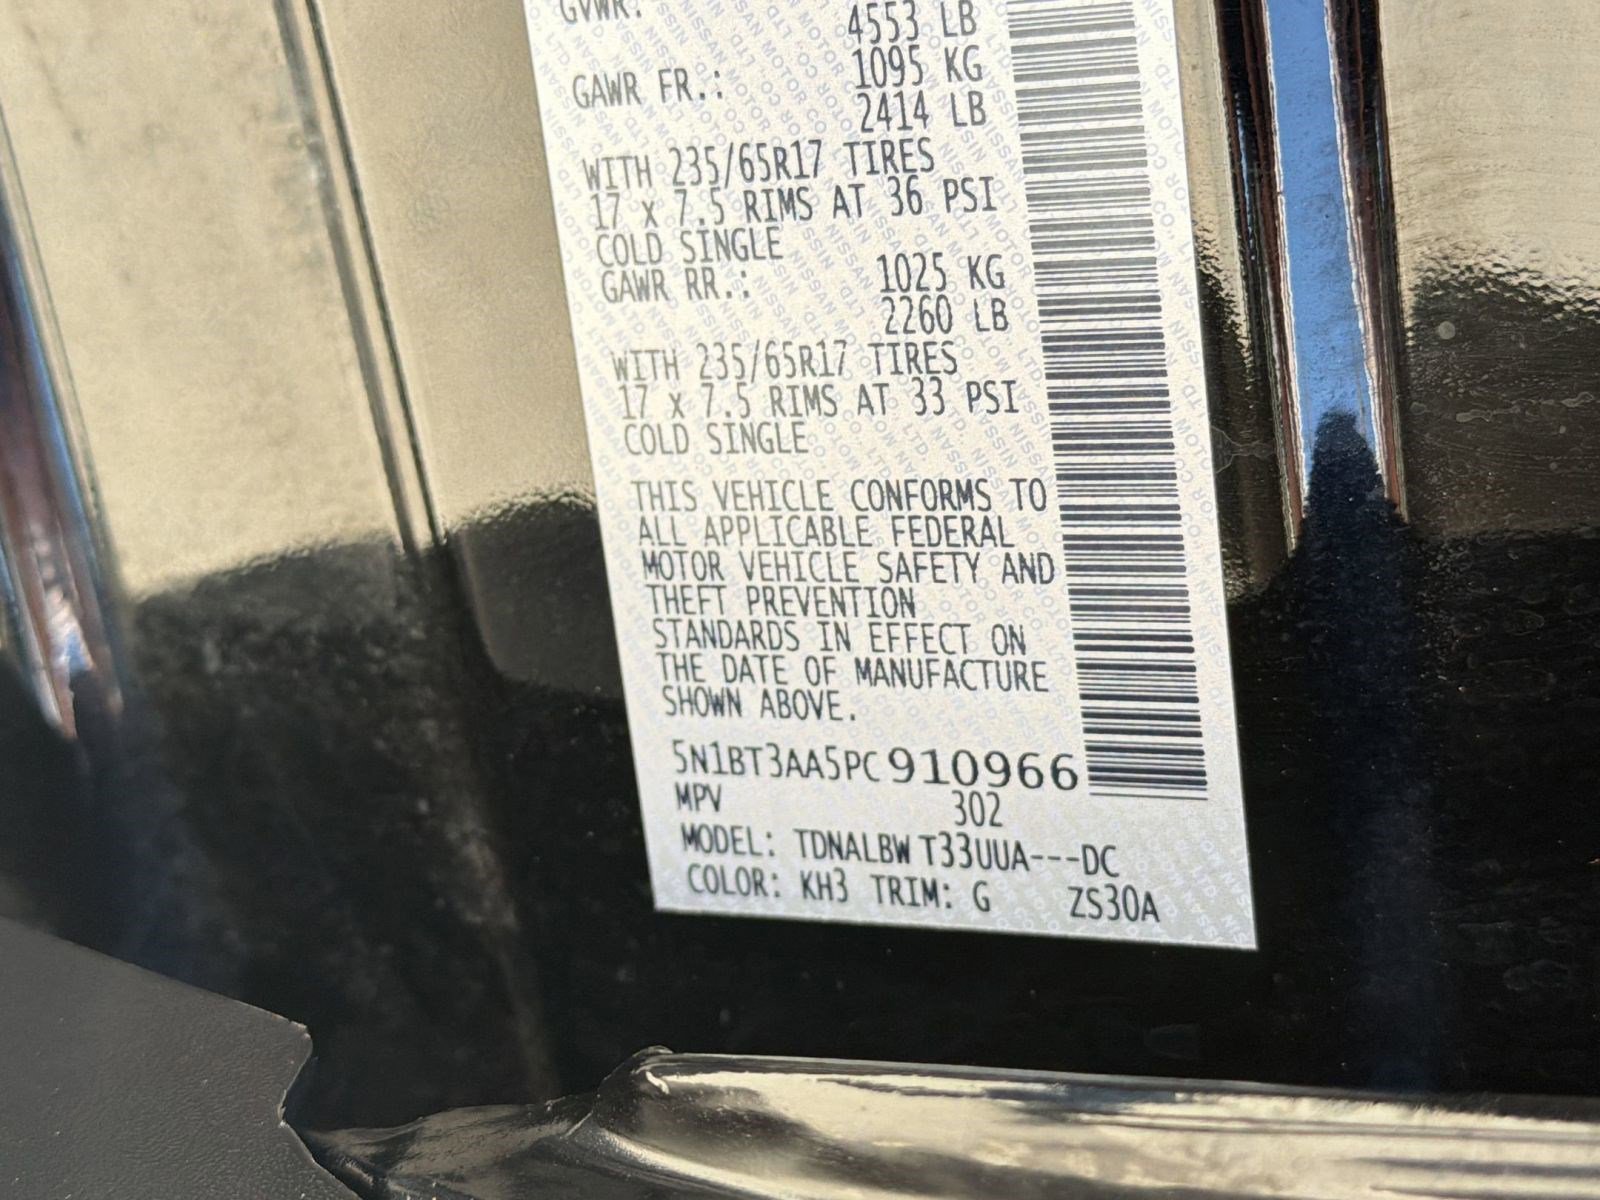 GVWR:
4553 LB
GAWR FR.: 1095 KG
2414 LB
WITH 235/65R17 TIRES
17 x 7.5 RIMS AT 36 PSI
COLD SINGLE
GAWR RR.: 1025 KG
2260 LB
WITH 235/65R17 TIRES
17 x 7.5 RIMS AT 33 PSI
COLD SINGLE
THIS VEHICLE CONFORMS TO
ALL APPLICABLE FEDERAL
MOTOR VEHICLE SAFETY AND
THEFT PREVENTION
STANDARDS IN EFFECT ON
THE DATE OF MANUFACTURE
SHOWN ABOVE.
5N1BT3AA5PC910966
MPV 302
MODEL: TDNALBW T33UUA---DC
COLOR: KH3 TRIM: G ZS30A